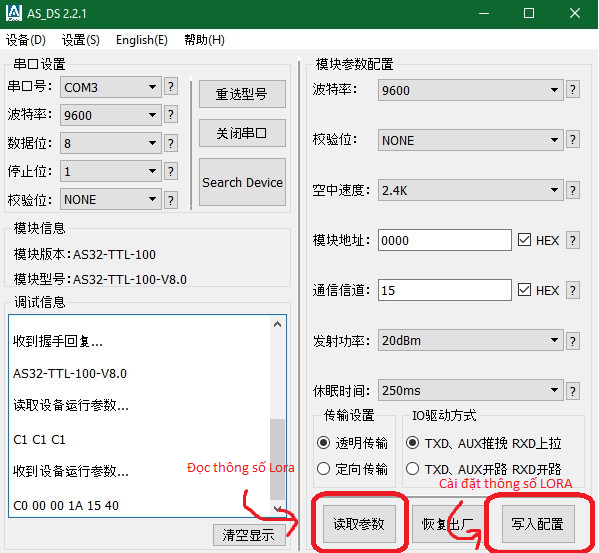 AS_DS 2.2.1
设备(D) 设置(S) English(E) 帮助(H)
串口设置
串口号: COM3 ?
波特率: 9600 ?
数据位: 8 ?
停止位: 1 ?
校验位: NONE ?
重选型号
关闭串口
Search Device
模块信息
模块版本:AS32-TTL-100
模块型号:AS32-TTL-100-V8.0
调试信息
收到握手回复...
AS32-TTL-100-V8.0
读取设备运行参数...
C1 C1 C1
收到设备运行参数...
C0 00 00 1A 15 40
清空显示
Đọc thông số Lora
模块参数配置
波特率: 9600 ?
校验位: NONE ?
空中速度: 2.4K ?
模块地址: 0000 HEX ?
通信信道: 15 HEX ?
发射功率: 20dBm ?
休眠时间: 250ms ?
传输设置
透明传输
定向传输
IO驱动方式
TXD、AUX推挽 RXD上拉
TXD、AUX开路 RXD开路
Cài đặt thông số LORA
读取参数 恢复出厂 写入配置